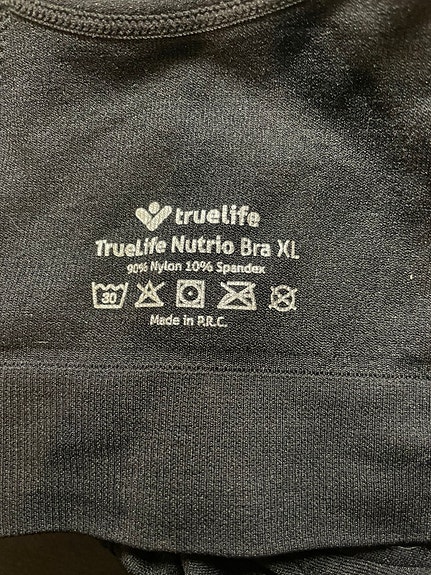 truelife
TrueLife Nutrio Bra XL
90% Nylon 10% Spandex
30
Made in P.R.C.